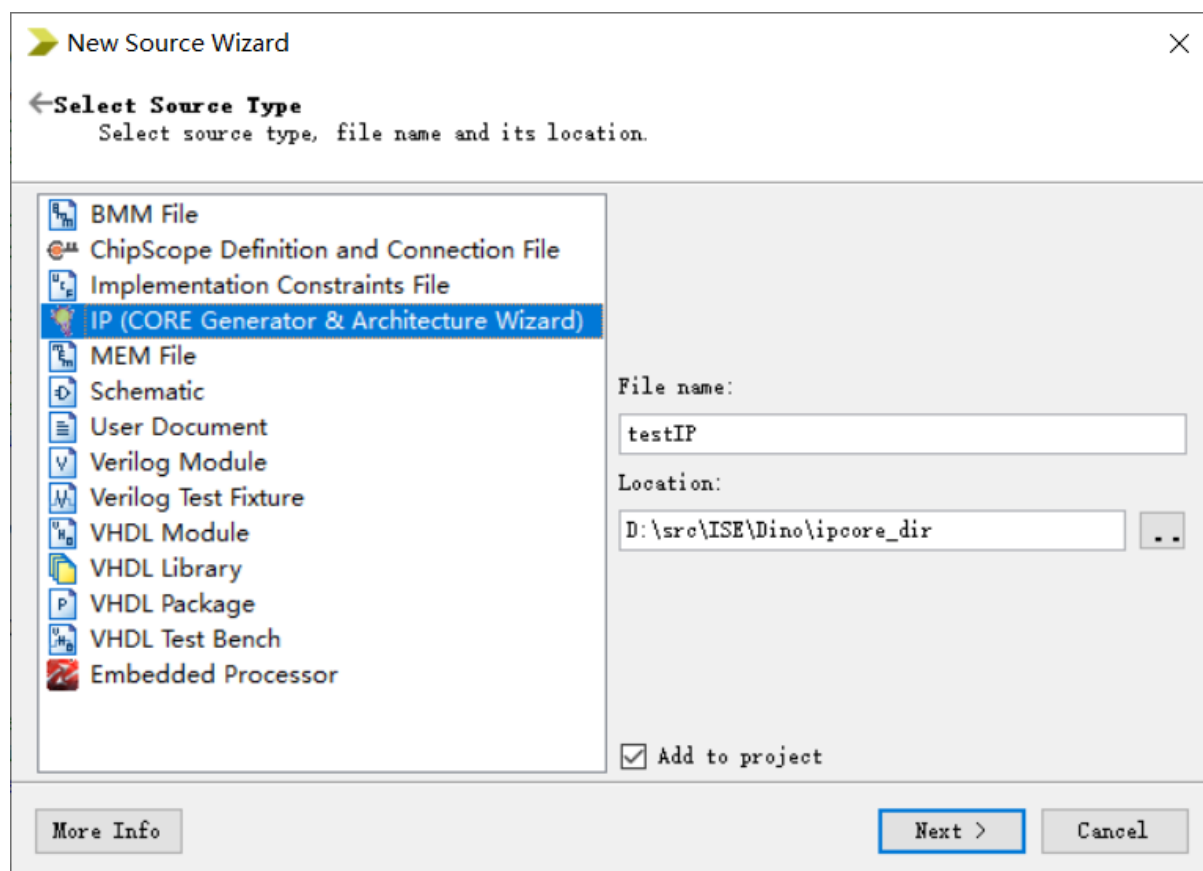 New Source Wizard
Select Source Type
Select source type, file name and its location.
BMM File
ChipScope Definition and Connection File
Implementation Constraints File
IP (CORE Generator & Architecture Wizard)
MEM File
Schematic
User Document
Verilog Module
Verilog Test Fixture
VHDL Module
VHDL Library
VHDL Package
VHDL Test Bench
Embedded Processor
File name:
testIP
Location:
D:\src\ISE\Dino\ipcore_dir
..
Add to project
More Info
Next >
Cancel